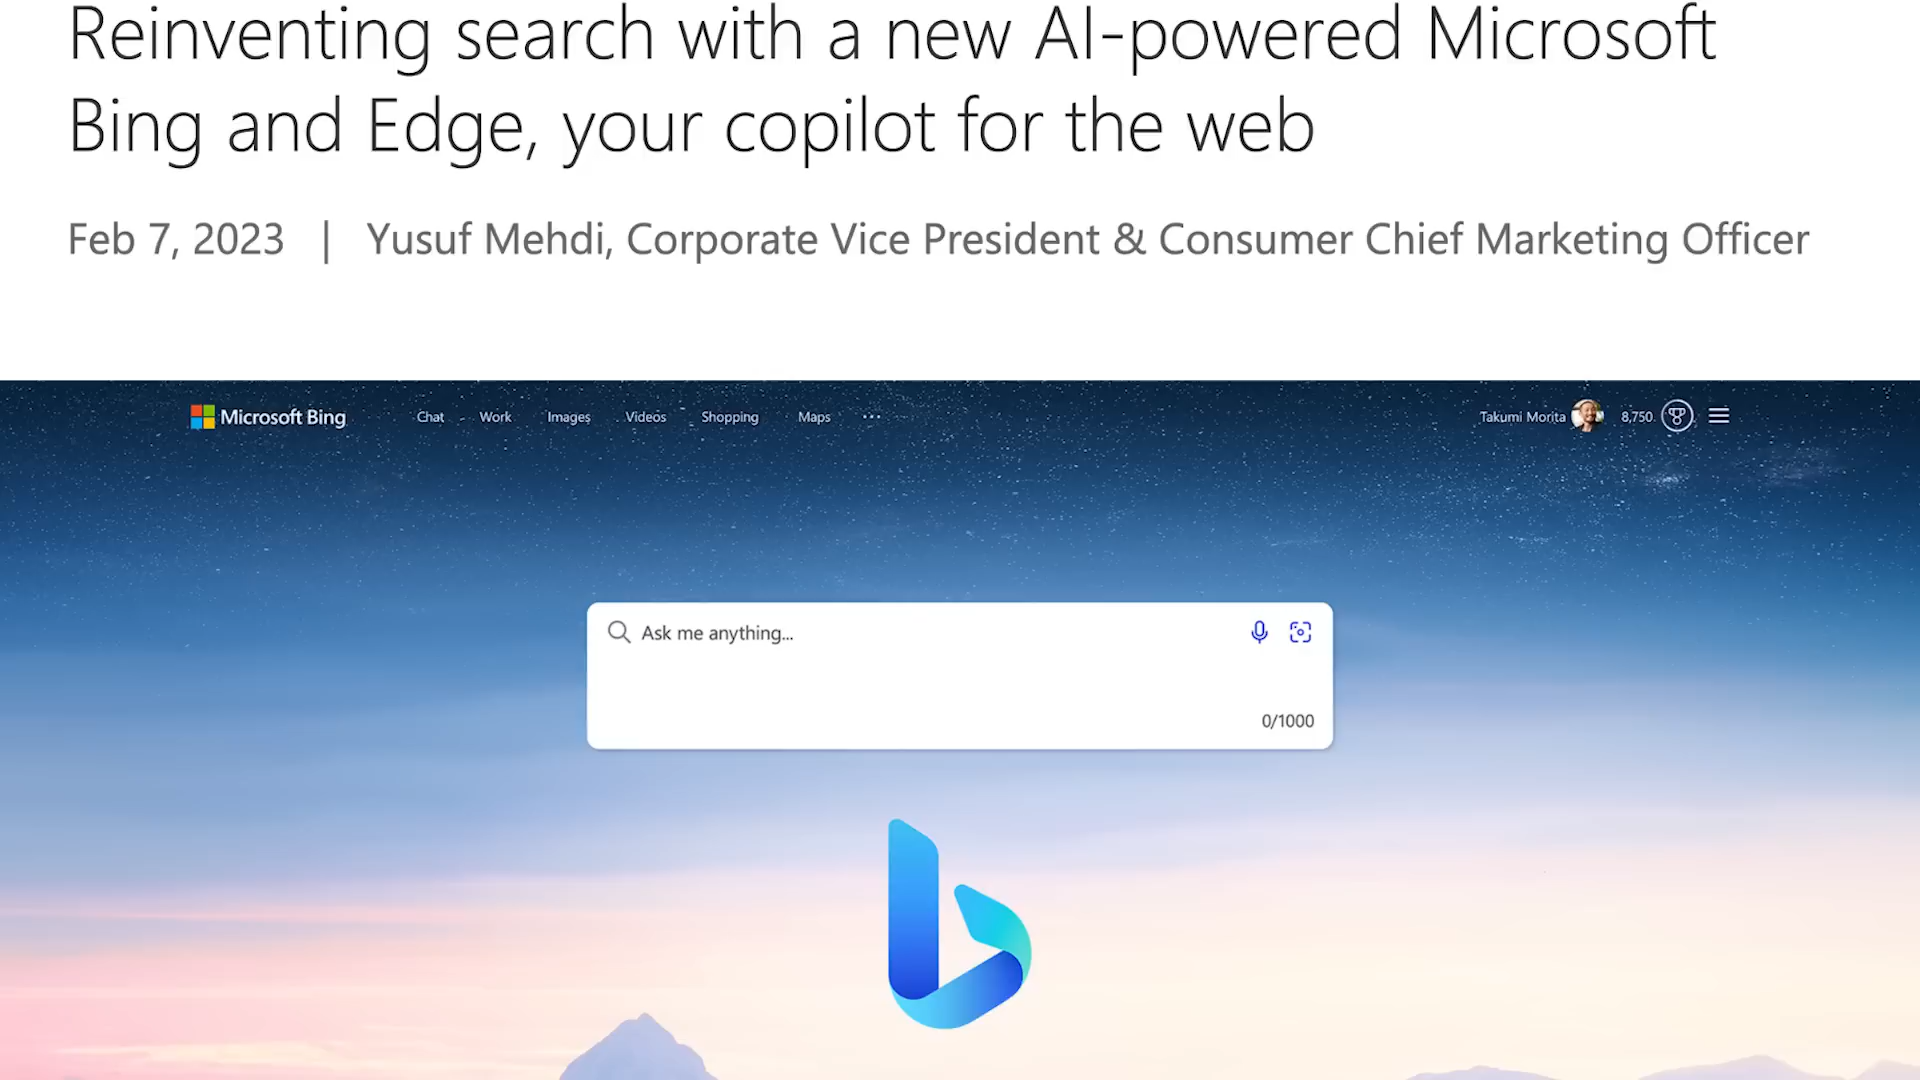 Reinventing search with a new AI-powered Microsoft
Bing and Edge, your copilot for the web
Feb 7, 2023 | Yusuf Mehdi, Corporate Vice President & Consumer Chief Marketing Officer
Microsoft Bing Chat Work Images Videos Shopping Maps ... Takumi Morita 8,750
Ask me anything...
0/1000